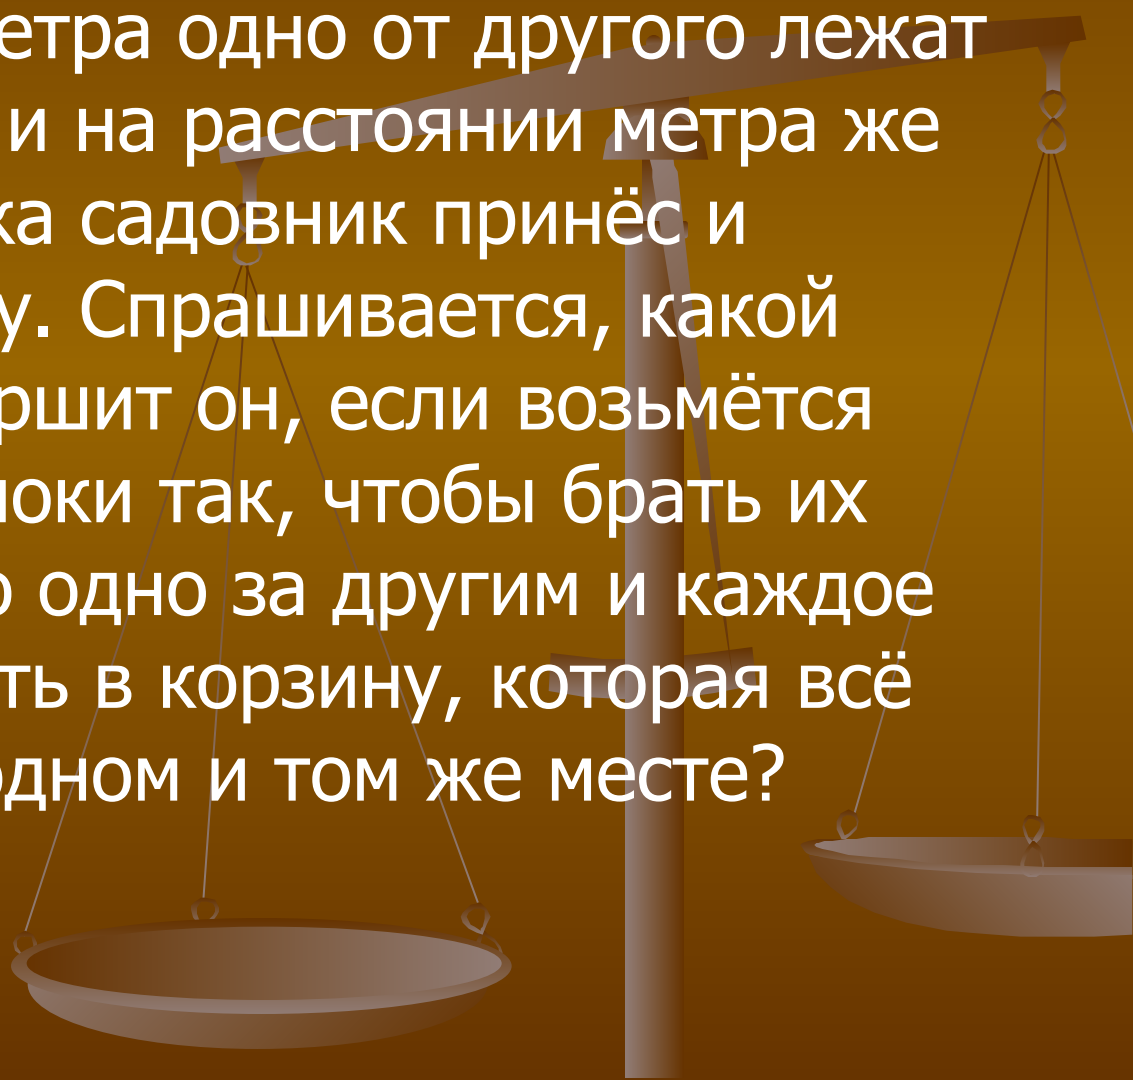 етра одно от другого лежат
и на расстоянии метра же
ка садовник принёс и
у. Спрашивается, какой
ршит он, если возьмётся
локи так, чтобы брать их
о одно за другим и каждое
ть в корзину, которая всё
одном и том же месте?